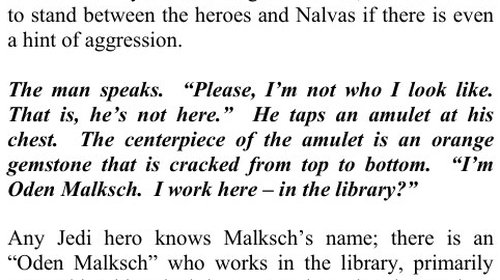 to stand between the heroes and Nalvas if there is even
a hint of aggression.
The man speaks. “Please, I’m not who I look like.
That is, he’s not here.” He taps an amulet at his
chest. The centerpiece of the amulet is an orange
gemstone that is cracked from top to bottom. “I’m
Oden Malksch. I work here – in the library?”
Any Jedi hero knows Malksch’s name; there is an
“Oden Malksch” who works in the library, primarily